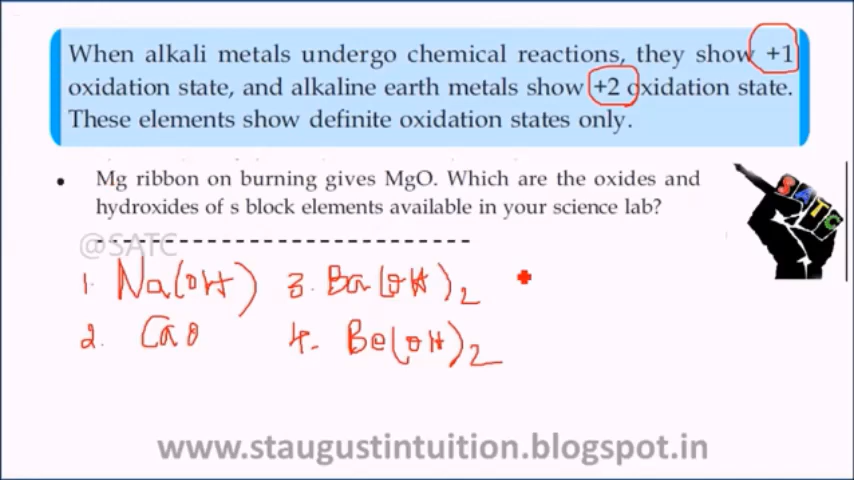 When alkali metals undergo chemical reactions, they show +1
oxidation state, and alkaline earth metals show +2 oxidation state.
These elements show definite oxidation states only.
• Mg ribbon on burning gives MgO. Which are the oxides and
hydroxides of s block elements available in your science lab?
SATC
@SATC
1. Na(OH) 3. Ba(OH)2
2. CaO 4. Be(OH)2
www.staugustintuition.blogspot.in